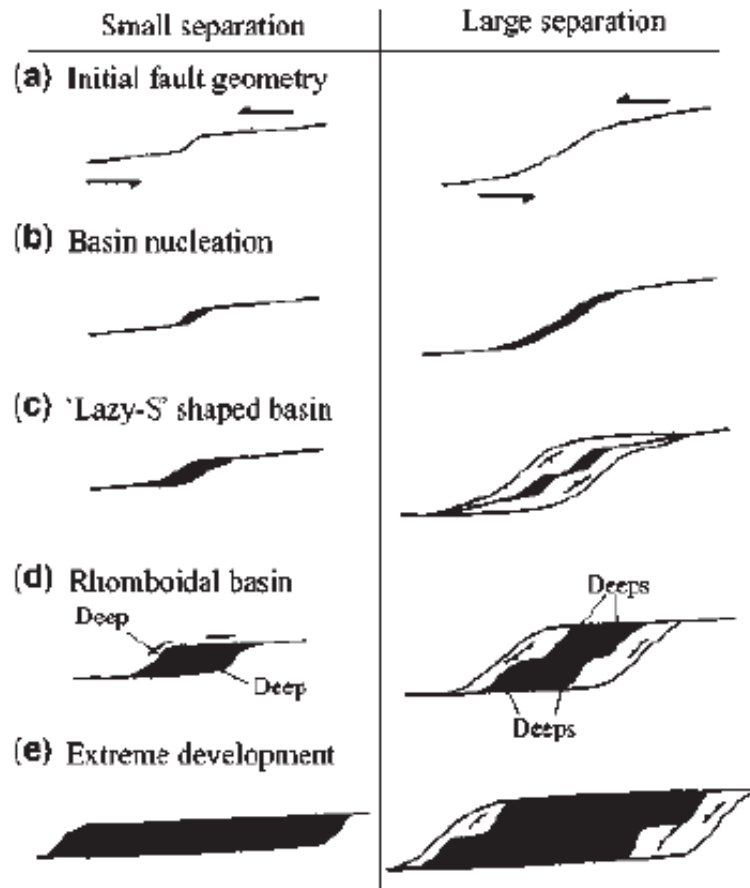 Small separation
Large separation
(a) Initial fault geometry
(b) Basin nucleation
(c) 'Lazy-S' shaped basin
(d) Rhomboidal basin
Deep
Deep
Deeps
Deeps
(e) Extreme development